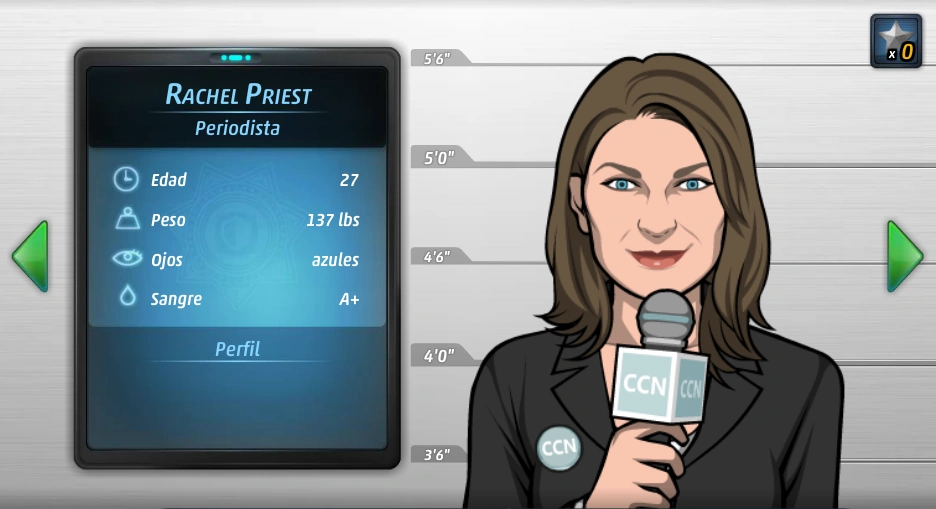 RACHEL PRIEST
Periodista
Edad 27
Peso 137 lbs
Ojos azules
Sangre A+
Perfil
5'6"
5'0"
4'6"
4'0"
3'6"
x 0
CCN CCN
CCN